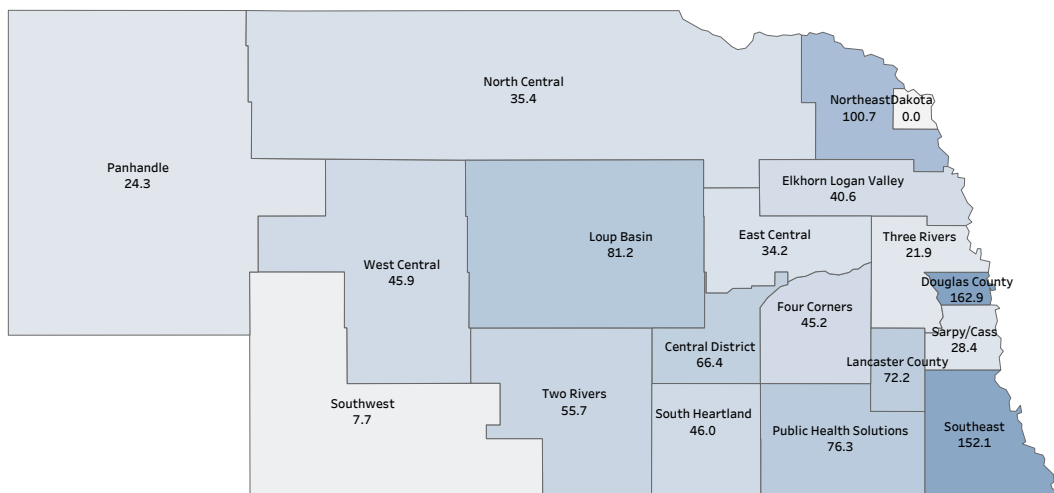 North Central
35.4
NortheastDakota
100.7 0.0
Panhandle
24.3
Elkhorn Logan Valley
40.6
Loup Basin
81.2
East Central
34.2
Three Rivers
21.9
West Central
45.9
Douglas County
162.9
Four Corners
45.2
Sarpy/Cass
28.4
Central District
66.4
Lancaster County
72.2
Southwest
7.7
Two Rivers
55.7
South Heartland
46.0
Public Health Solutions
76.3
Southeast
152.1